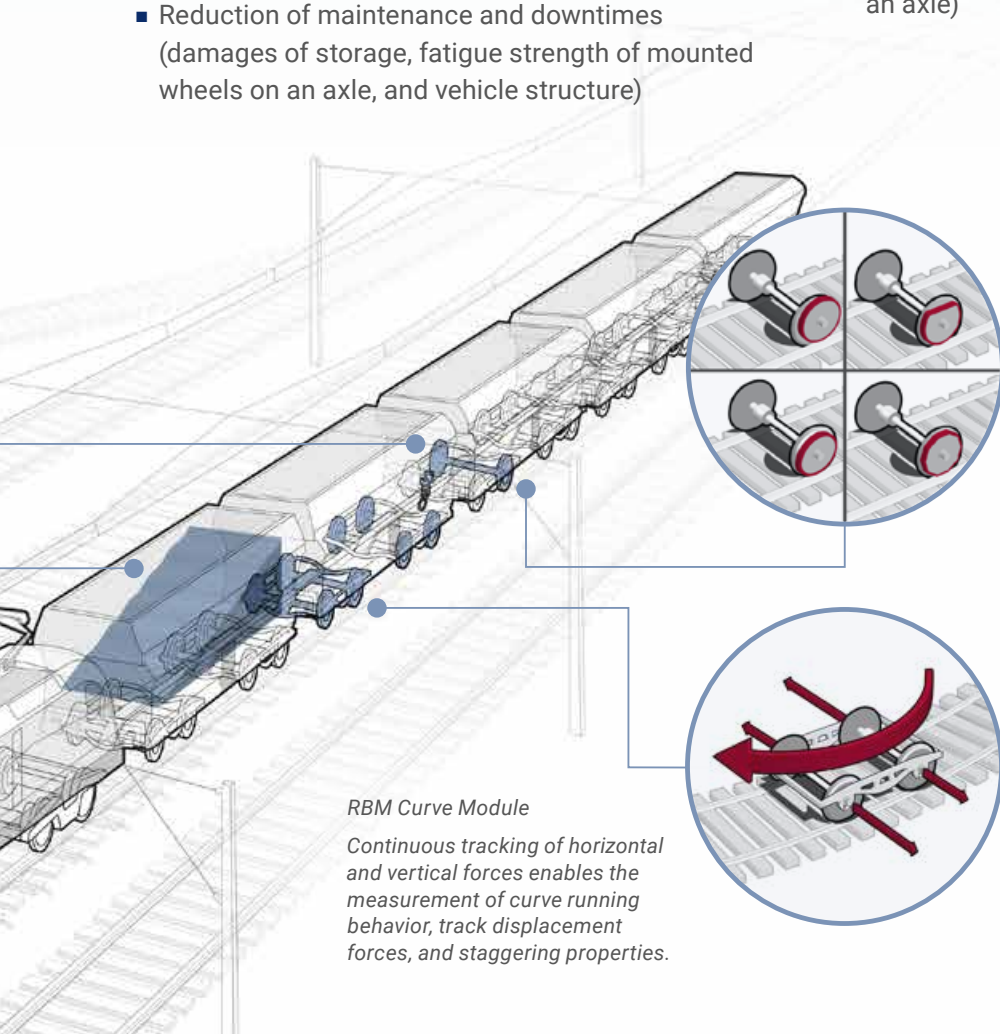 ■ Reduction of maintenance and downtimes
(damages of storage, fatigue strength of mounted
wheels on an axle, and vehicle structure)
an axle)
RBM Curve Module
Continuous tracking of horizontal
and vertical forces enables the
measurement of curve running
behavior, track displacement
forces, and staggering properties.